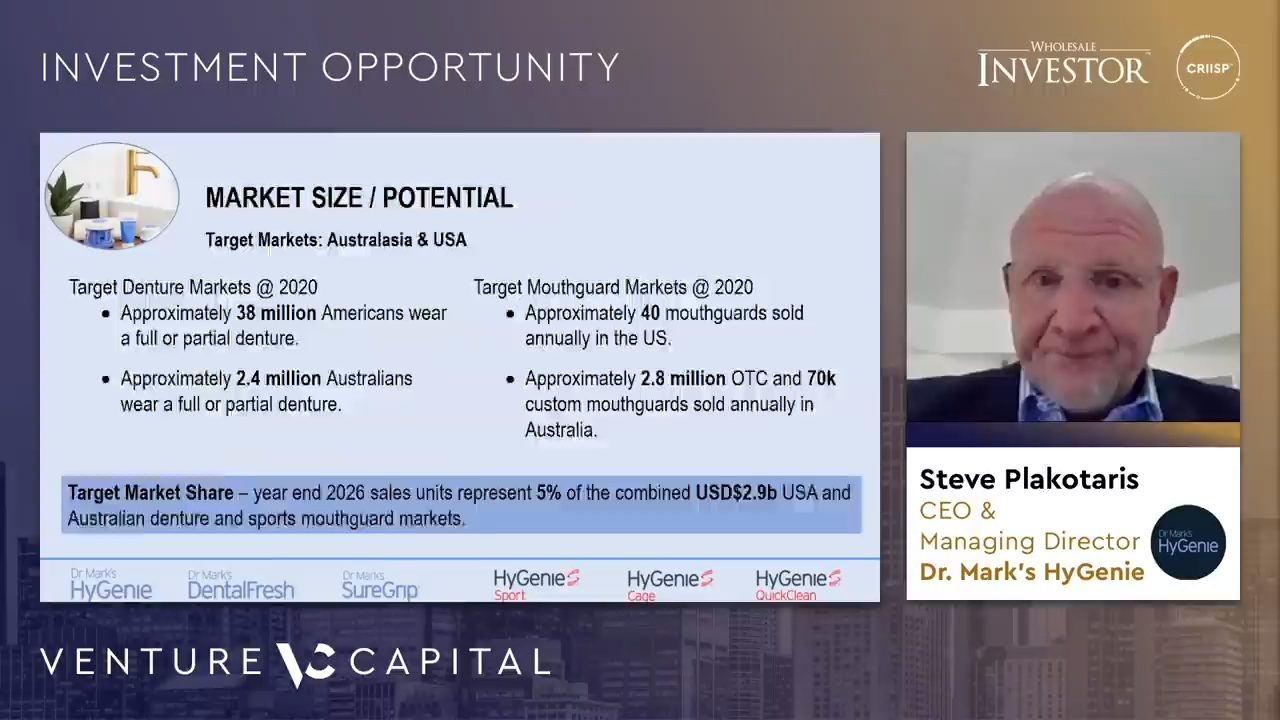 INVESTMENT OPPORTUNITY
WHOLESALE
INVESTOR
CRIISP
MARKET SIZE / POTENTIAL
Target Markets: Australasia & USA
Target Denture Markets @ 2020
• Approximately 38 million Americans wear
a full or partial denture.
• Approximately 2.4 million Australians
wear a full or partial denture.
Target Mouthguard Markets @ 2020
• Approximately 40 mouthguards sold
annually in the US.
• Approximately 2.8 million OTC and 70k
custom mouthguards sold annually in
Australia.
Target Market Share – year end 2026 sales units represent 5% of the combined USD$2.9b USA and
Australian denture and sports mouthguard markets.
Dr Mark's
HyGenie
Dr Mark's
DentalFresh
Dr Mark's
SureGrip
HyGenie
Sport
HyGenie
Cage
HyGenie
QuickClean
Steve Plakotaris
CEO &
Managing Director
Dr. Mark's HyGenie
Dr Mark's
HyGenie
VENTURE VC CAPITAL